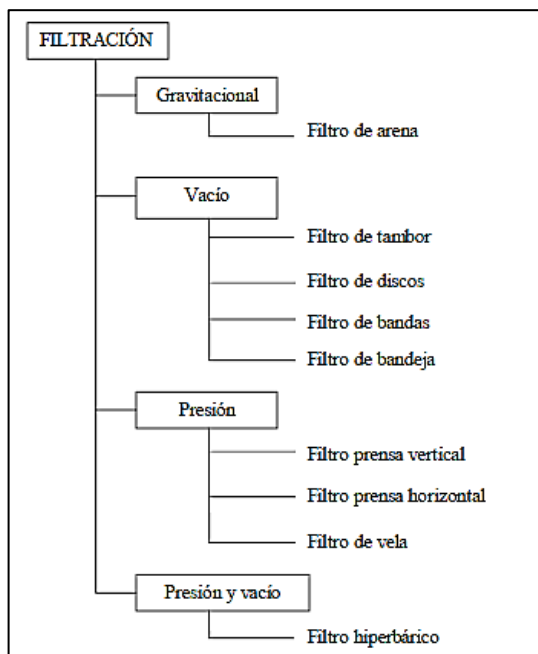 FILTRACIÓN
Gravitacional
Filtro de arena
Vacío
Filtro de tambor
Filtro de discos
Filtro de bandas
Filtro de bandeja
Presión
Filtro prensa vertical
Filtro prensa horizontal
Filtro de vela
Presión y vacío
Filtro hiperbárico